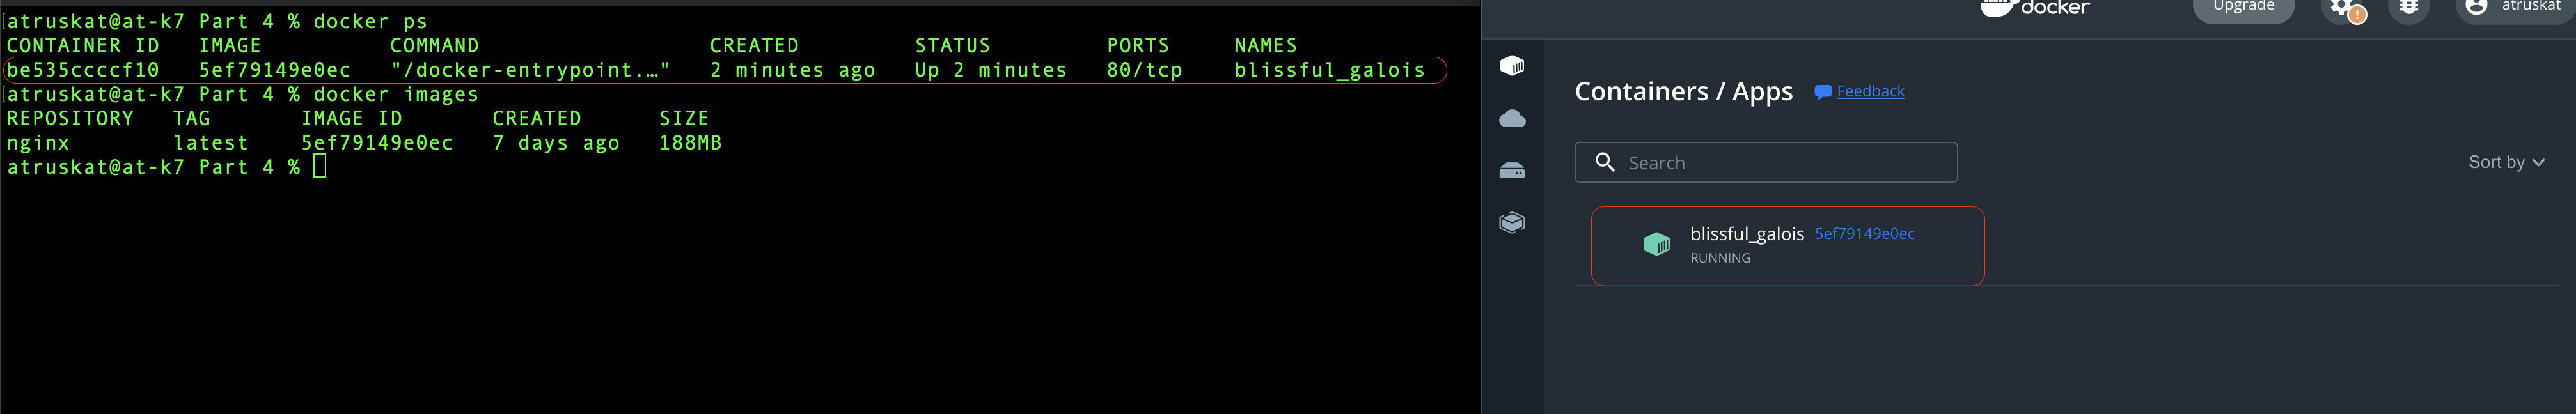 atruskat@at-k7 Part 4 % docker ps
CONTAINER ID IMAGE COMMAND CREATED STATUS PORTS NAMES
be535ccccf10 5ef79149e0ec "/docker-entrypoint.…" 2 minutes ago Up 2 minutes 80/tcp blissful_galois
atruskat@at-k7 Part 4 % docker images
REPOSITORY TAG IMAGE ID CREATED SIZE
nginx latest 5ef79149e0ec 7 days ago 188MB
atruskat@at-k7 Part 4 %
docker Upgrade ! atruskat
Containers / Apps Feedback
Search Sort by
blissful_galois 5ef79149e0ec
RUNNING